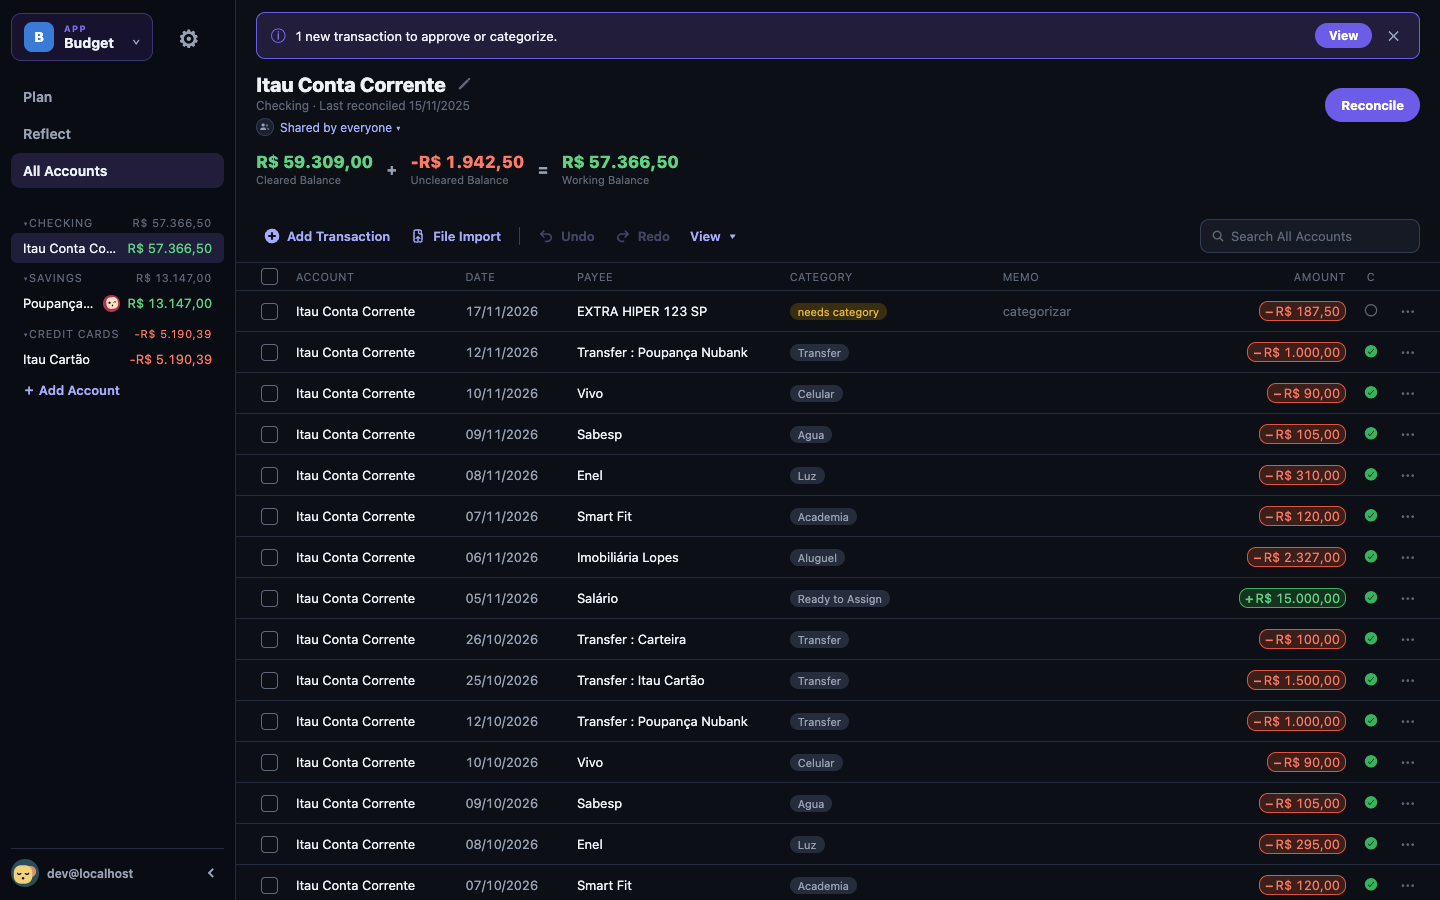 B
APP
Budget
Plan
Reflect
All Accounts
CHECKING R$ 57.366,50
Itau Conta Co... R$ 57.366,50
SAVINGS R$ 13.147,00
Poupança... R$ 13.147,00
CREDIT CARDS -R$ 5.190,39
Itau Cartão -R$ 5.190,39
+ Add Account
dev@localhost
1 new transaction to approve or categorize. View
Itau Conta Corrente
Checking · Last reconciled 15/11/2025
Shared by everyone
Reconcile
R$ 59.309,00 + -R$ 1.942,50 = R$ 57.366,50
Cleared Balance Uncleared Balance Working Balance
Add Transaction File Import Undo Redo View Search All Accounts
ACCOUNT DATE PAYEE CATEGORY MEMO AMOUNT C
Itau Conta Corrente 17/11/2026 EXTRA HIPER 123 SP needs category categorizar −R$ 187,50
Itau Conta Corrente 12/11/2026 Transfer : Poupança Nubank Transfer −R$ 1.000,00
Itau Conta Corrente 10/11/2026 Vivo Celular −R$ 90,00
Itau Conta Corrente 09/11/2026 Sabesp Agua −R$ 105,00
Itau Conta Corrente 08/11/2026 Enel Luz −R$ 310,00
Itau Conta Corrente 07/11/2026 Smart Fit Academia −R$ 120,00
Itau Conta Corrente 06/11/2026 Imobiliária Lopes Aluguel −R$ 2.327,00
Itau Conta Corrente 05/11/2026 Salário Ready to Assign +R$ 15.000,00
Itau Conta Corrente 26/10/2026 Transfer : Carteira Transfer −R$ 100,00
Itau Conta Corrente 25/10/2026 Transfer : Itau Cartão Transfer −R$ 1.500,00
Itau Conta Corrente 12/10/2026 Transfer : Poupança Nubank Transfer −R$ 1.000,00
Itau Conta Corrente 10/10/2026 Vivo Celular −R$ 90,00
Itau Conta Corrente 09/10/2026 Sabesp Agua −R$ 105,00
Itau Conta Corrente 08/10/2026 Enel Luz −R$ 295,00
Itau Conta Corrente 07/10/2026 Smart Fit Academia −R$ 120,00